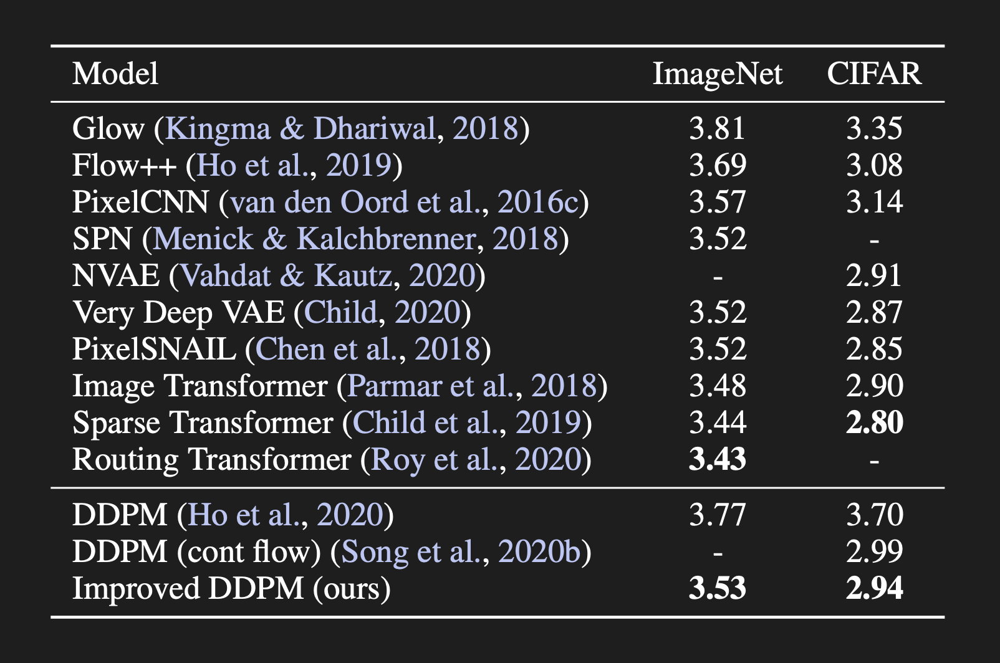 Model ImageNet CIFAR
Glow (Kingma & Dhariwal, 2018) 3.81 3.35
Flow++ (Ho et al., 2019) 3.69 3.08
PixelCNN (van den Oord et al., 2016c) 3.57 3.14
SPN (Menick & Kalchbrenner, 2018) 3.52 -
NVAE (Vahdat & Kautz, 2020) - 2.91
Very Deep VAE (Child, 2020) 3.52 2.87
PixelSNAIL (Chen et al., 2018) 3.52 2.85
Image Transformer (Parmar et al., 2018) 3.48 2.90
Sparse Transformer (Child et al., 2019) 3.44 2.80
Routing Transformer (Roy et al., 2020) 3.43 -
DDPM (Ho et al., 2020) 3.77 3.70
DDPM (cont flow) (Song et al., 2020b) - 2.99
Improved DDPM (ours) 3.53 2.94